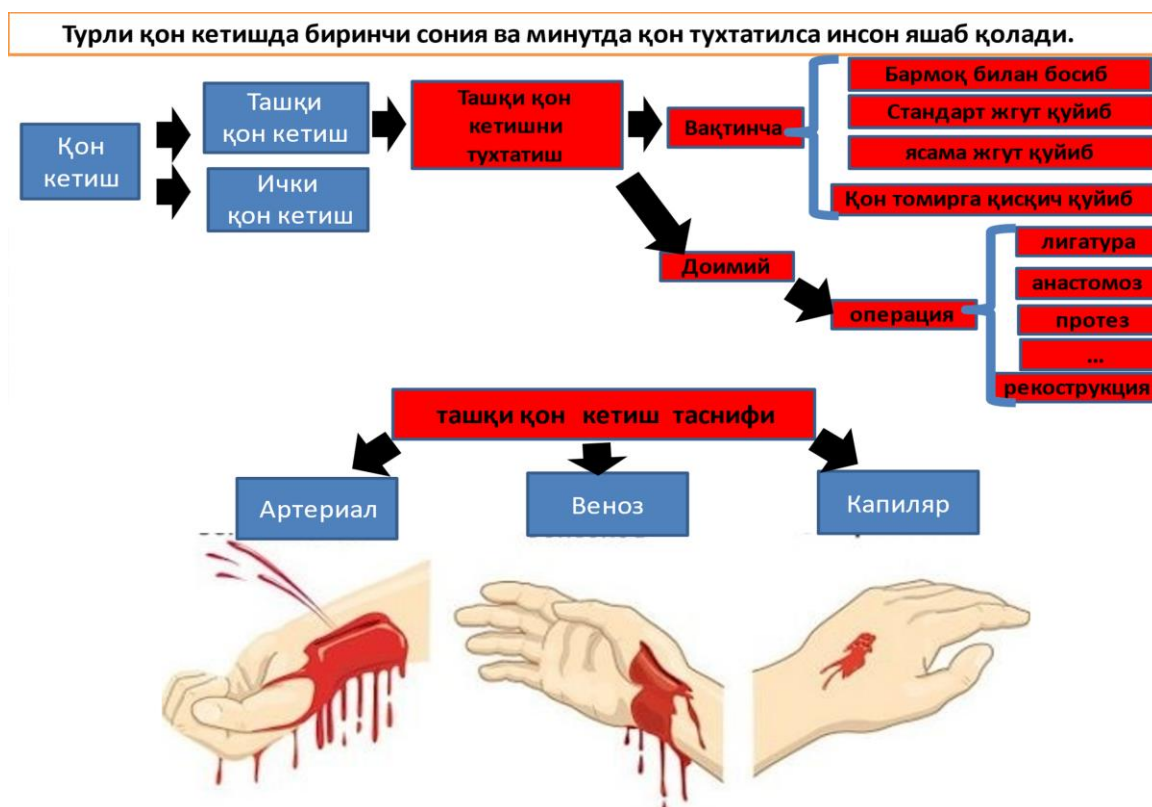 Турли қон кетишда биринчи сония ва минутда қон тухтатилса инсон яшаб қолади.
Қон
кетиш
Ташқи
қон кетиш
Ички
қон кетиш
Ташқи қон
кетишни
тухтатиш
Вақтинча
Бармоқ билан босиб
Стандарт жгут қуйиб
ясама жгут қуйиб
Қон томирга қисқич қуйиб
Доимий
операция
лигатура
анастомоз
протез
...
рекострукция
ташқи қон кетиш таснифи
Артериал
Веноз
Капиляр